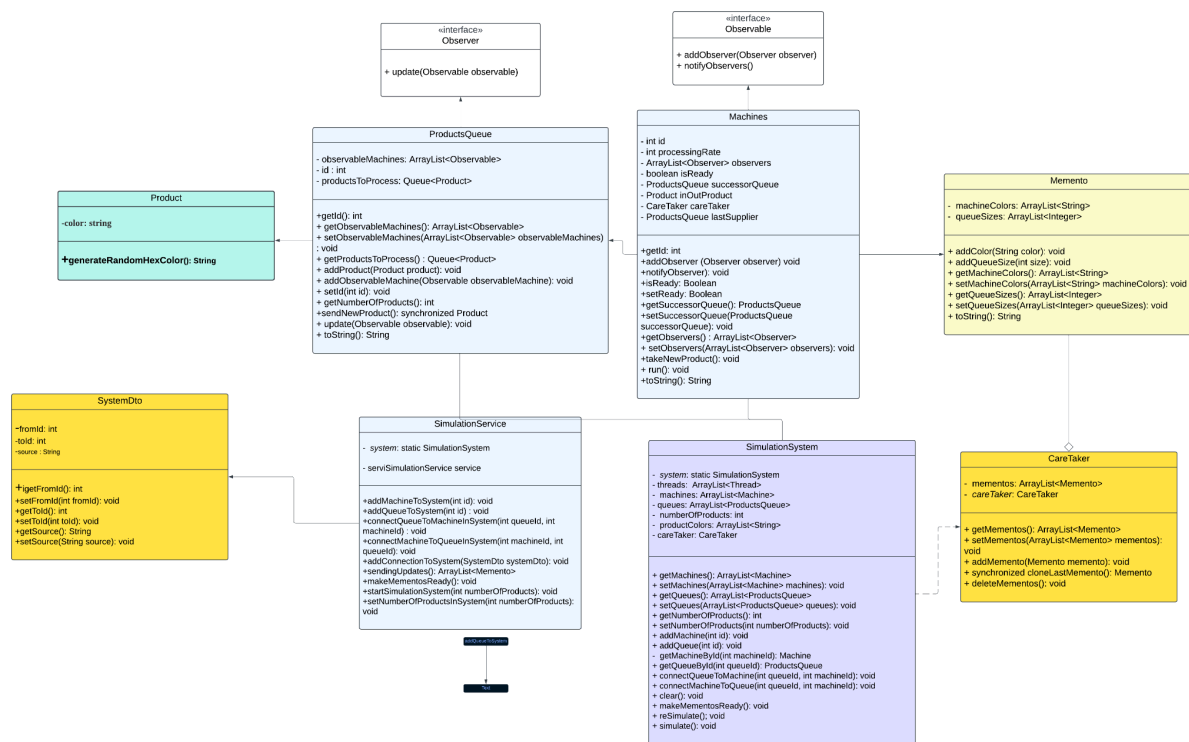 «interface»
Observer
+ update(Observable observable)
«interface»
Observable
+ addObserver(Observer observer)
+ notifyObservers()
ProductsQueue
- observableMachines: ArrayList<Observable>
- id : int
- productsToProcess: Queue<Product>
+getId(): int
+ getObservableMachines(): ArrayList<Observable>
+ setObservableMachines(ArrayList<Observable> observableMachines)
: void
+ getProductsToProcess() : Queue<Product>
+ addProduct(Product product): void
+ addObservableMachine(Observable observableMachine): void
+ setId(int id): void
+ getNumberOfProducts(): int
+sendNewProduct(): synchronized Product
+ update(Observable observable): void
+ toString(): String
Machines
- int id
- int processingRate
- ArrayList<Observer> observers
- boolean isReady
- ProductsQueue successorQueue
- Product inOutProduct
- CareTaker careTaker
- ProductsQueue lastSupplier
+getId: int
+addObserver (Observer observer) void
+notifyObserver): void
+isReady: Boolean
+setReady: Boolean
+getSuccessorQueue(): ProductsQueue
+setSuccessorQueue(ProductsQueue
successorQueue): void
+getObservers() : ArrayList<Observer>
+ setObservers(ArrayList<Observer> observers): void
+takeNewProduct(): void
+ run(): void
+toString(): String
Product
-color: string
+generateRandomHexColor(): String
Memento
- machineColors: ArrayList<String>
- queueSizes: ArrayList<Integer>
+ addColor(String color): void
+ addQueueSize(int size): void
+ getMachineColors(): ArrayList<String>
+ setMachineColors(ArrayList<String> machineColors): void
+ getQueueSizes(): ArrayList<Integer>
+ setQueueSizes(ArrayList<Integer> queueSizes): void
+ toString(): String
SystemDto
-fromId: int
-toId: int
-source : String
+igetFromId(): int
+setFromId(int fromId): void
+getToId(): int
+setToId(int toId): void
+getSource(): String
+setSource(String source): void
SimulationService
- system: static SimulationSystem
- serviSimulationService service
+addMachineToSystem(int id): void
+addQueueToSystem(int id) : void
+connectQueueToMachineInSystem(int queueId, int
machineId) : void
+connectMachineToQueueInSystem(int machineId, int
queueId): void
+addConnectionToSystem(SystemDto systemDto): void
+sendingUpdates(): ArrayList<Memento>
+makeMementosReady(): void
+startSimulationSystem(int numberOfProducts): void
+setNumberOfProductsInSystem(int numberOfProducts):
void
addQueueToSystem
Text
SimulationSystem
- system: static SimulationSystem
- threads: ArrayList<Thread>
- machines: ArrayList<Machine>
- queues: ArrayList<ProductsQueue>
- numberOfProducts: int
- productColors: ArrayList<String>
- careTaker: CareTaker
+ getMachines(): ArrayList<Machine>
+ setMachines(ArrayList<Machine> machines): void
+ getQueues(): ArrayList<ProductsQueue>
+ setQueues(ArrayList<ProductsQueue> queues): void
+ getNumberOfProducts(): int
+ setNumberOfProducts(int numberOfProducts): void
+ addMachine(int id): void
+ addQueue(int id): void
- getMachineById(int machineId): Machine
+ getQueueById(int queueId): ProductsQueue
+ connectQueueToMachine(int queueId, int machineId): void
+ connectMachineToQueue(int queueId, int machineId): void
+ clear(): void
+ makeMementosReady(): void
+ reSimulate(); void
+ simulate(): void
CareTaker
- mementos: ArrayList<Memento>
- careTaker: CareTaker
+ getMementos(): ArrayList<Memento>
+ setMementos(ArrayList<Memento> mementos):
void
+ addMemento(Memento memento): void
+ synchronized cloneLastMemento(): Memento
+ deleteMementos(): void